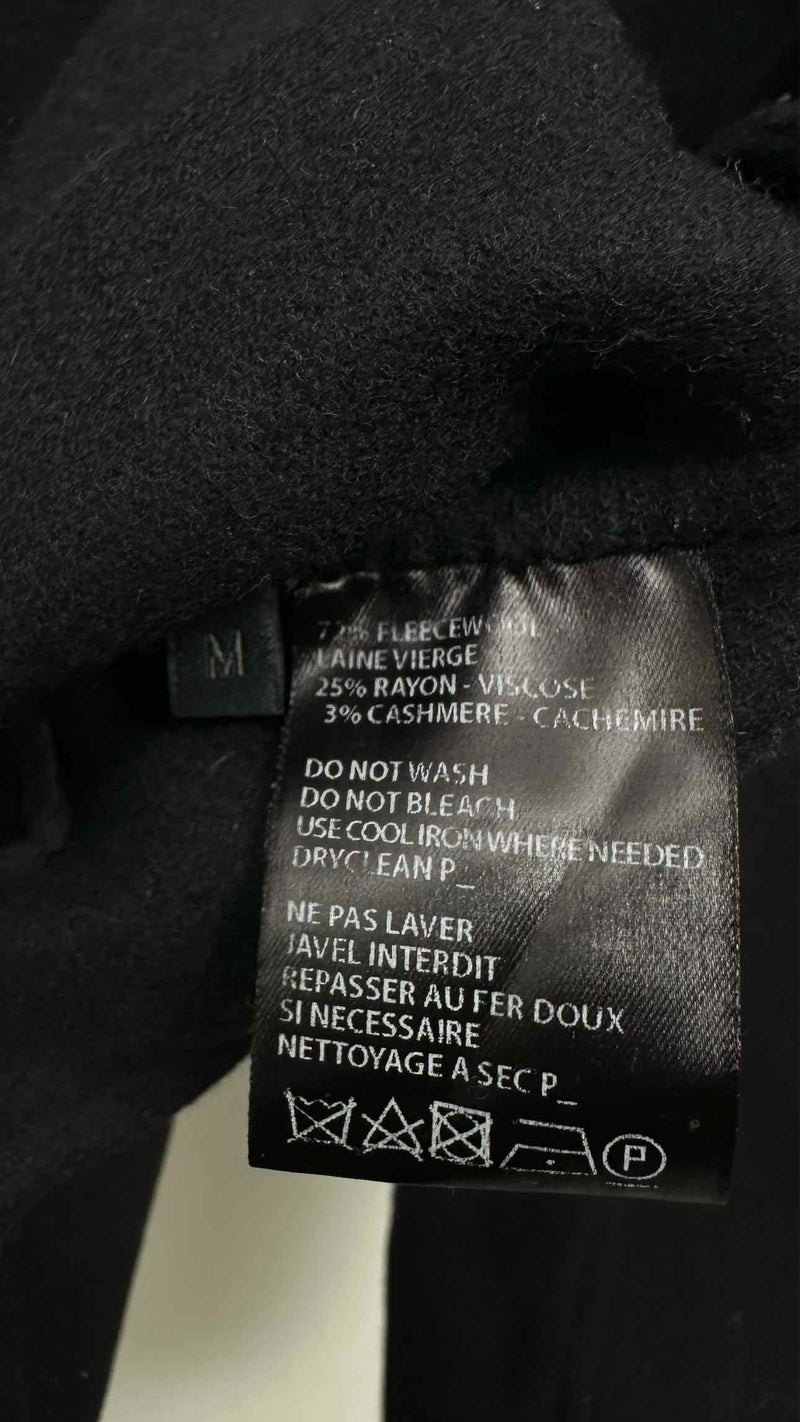 M
72% FLEECEWOOL
LAINE VIERGE
25% RAYON - VISCOSE
3% CASHMERE - CACHEMIRE
DO NOT WASH
DO NOT BLEACH
USE COOL IRON WHERE NEEDED
DRYCLEAN P_
NE PAS LAVER
JAVEL INTERDIT
REPASSER AU FER DOUX
SI NECESSAIRE
NETTOYAGE A SEC P_
P